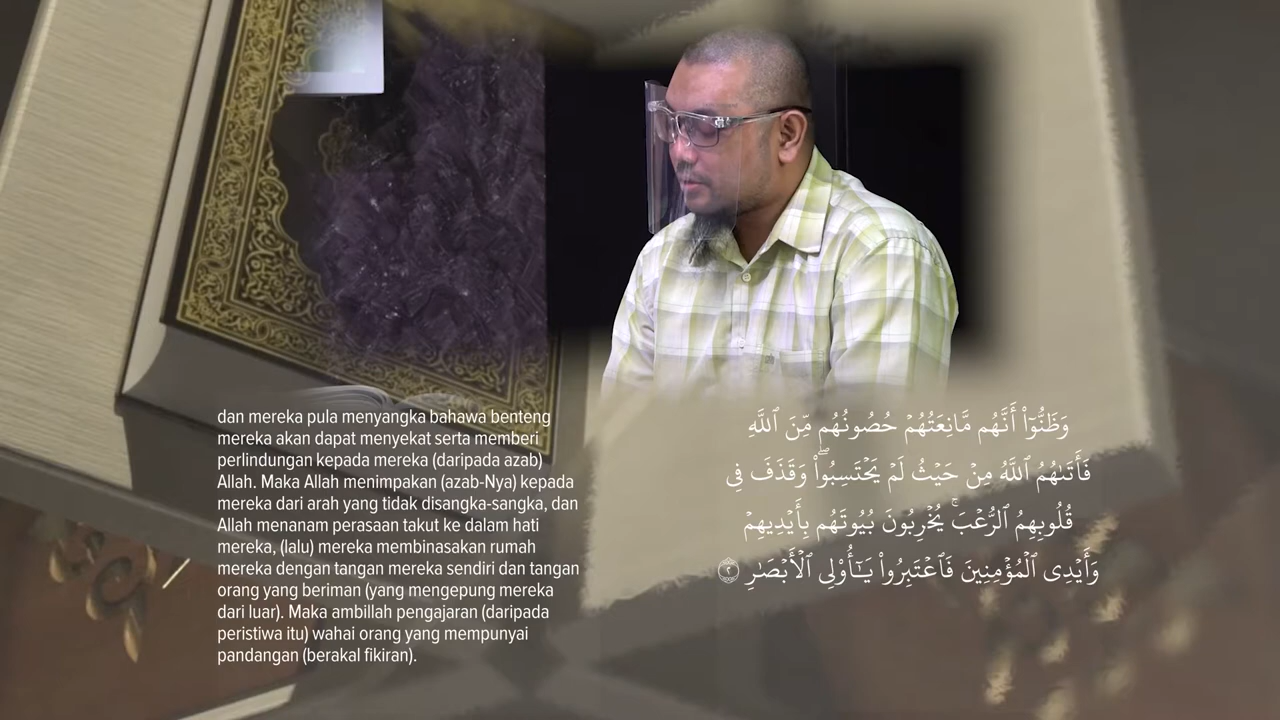 dan mereka pula menyangka bahawa benteng
mereka akan dapat menyekat serta memberi
perlindungan kepada mereka (daripada azab)
Allah. Maka Allah menimpakan (azab-Nya) kepada
mereka dari arah yang tidak disangka-sangka, dan
Allah menanam perasaan takut ke dalam hati
mereka, (lalu) mereka membinasakan rumah
mereka dengan tangan mereka sendiri dan tangan
orang yang beriman (yang mengepung mereka
dari luar). Maka ambillah pengajaran (daripada
peristiwa itu) wahai orang yang mempunyai
pandangan (berakal fikiran).
وَظَنُّوٓا۟ أَنَّهُم مَّانِعَتُهُمْ حُصُونُهُم مِّنَ ٱللَّهِ
فَأَتَىٰهُمُ ٱللَّهُ مِنْ حَيْثُ لَمْ يَحْتَسِبُوا۟ ۖ وَقَذَفَ فِى
قُلُوبِهِمُ ٱلرُّعْبَ ۚ يُخْرِبُونَ بُيُوتَهُم بِأَيْدِيهِمْ
وَأَيْدِى ٱلْمُؤْمِنِينَ فَٱعْتَبِرُوا۟ يَـٰٓأُو۟لِى ٱلْأَبْصَـٰرِ ٢